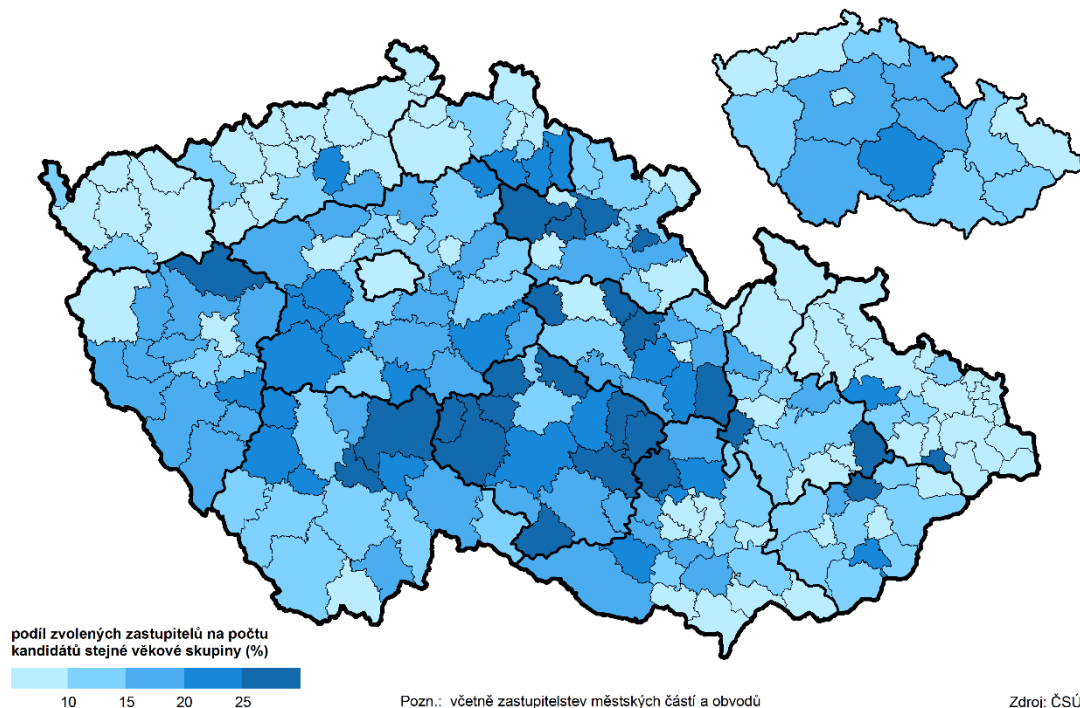 podíl zvolených zastupitelů na počtu
kandidátů stejné věkové skupiny (%)
10 15 20 25
Pozn.: včetně zastupitelstev městských částí a obvodů
Zdroj: ČSÚ